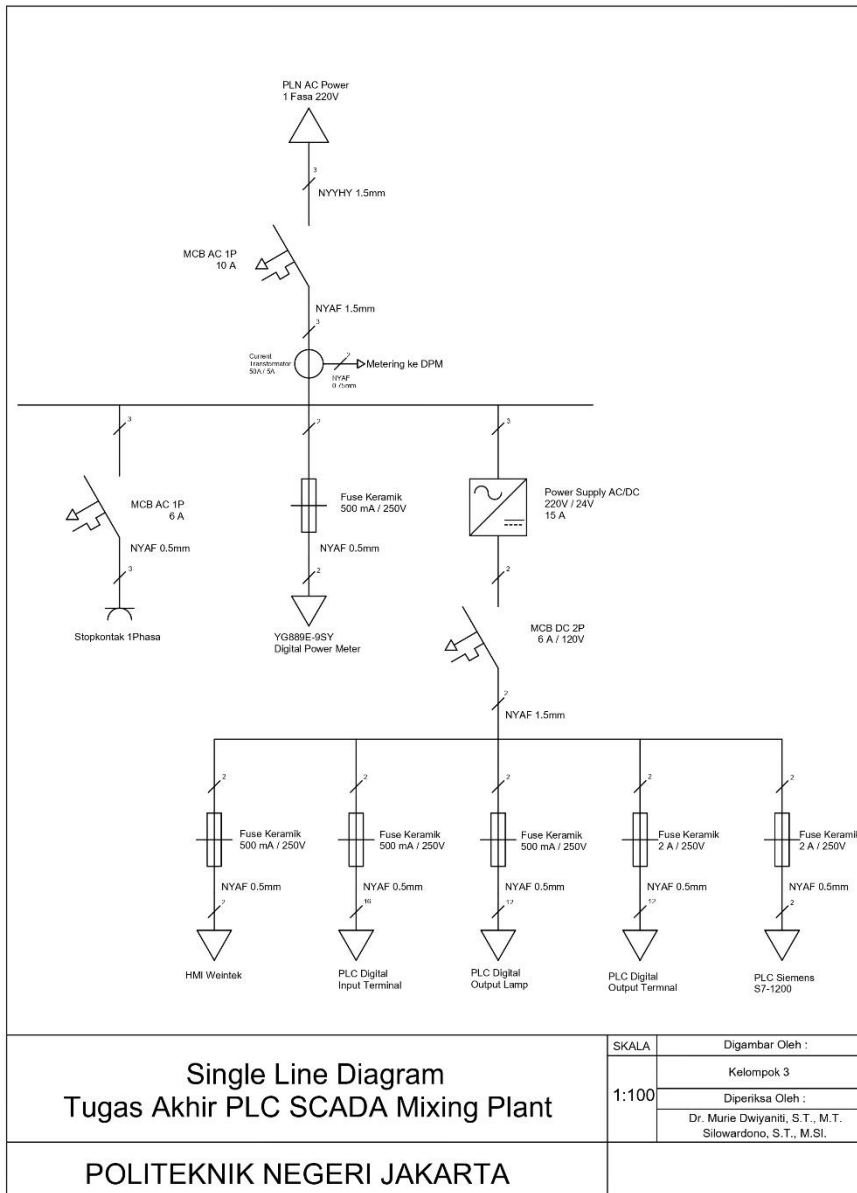 PLN AC Power
1 Fasa 220V
3
NYYHY 1.5mm
MCB AC 1P
10 A
NYAF 1.5mm
3
Current
Transformator
50A / 5A
2
Metering ke DPM
NYAF
0.75mm
3
2
3
MCB AC 1P
6 A
Fuse Keramik
500 mA / 250V
Power Supply AC/DC
220V / 24V
15 A
NYAF 0.5mm
NYAF 0.5mm
3
2
2
Stopkontak 1Phasa
YG889E-9SY
Digital Power Meter
MCB DC 2P
6 A / 120V
2
NYAF 1.5mm
2
2
2
2
2
Fuse Keramik
500 mA / 250V
Fuse Keramik
500 mA / 250V
Fuse Keramik
500 mA / 250V
Fuse Keramik
2 A / 250V
Fuse Keramik
2 A / 250V
NYAF 0.5mm
NYAF 0.5mm
NYAF 0.5mm
NYAF 0.5mm
NYAF 0.5mm
2
16
12
12
2
HMI Weintek
PLC Digital
Input Terminal
PLC Digital
Output Lamp
PLC Digital
Output Termnal
PLC Siemens
S7-1200
Single Line Diagram
Tugas Akhir PLC SCADA Mixing Plant
SKALA
1:100
Digambar Oleh :
Kelompok 3
Diperiksa Oleh :
Dr. Murie Dwiyaniti, S.T., M.T.
Silowardono, S.T., M.SI.
POLITEKNIK NEGERI JAKARTA